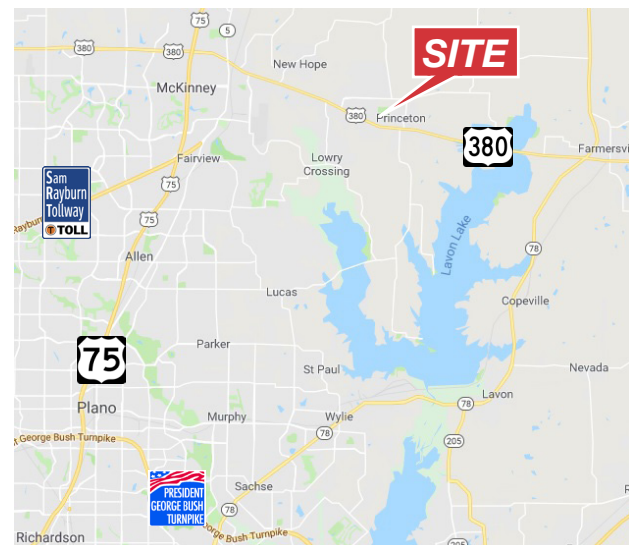 75
5
380
380
New Hope
SITE
McKinney
380
Princeton
380
Fairview
Lowry
Crossing
Farmersv
Sam
Rayburn
Tollway
TOLL
75
Rayburn
75
Lavon Lake
78
Allen
Lucas
Copeville
75
Parker
St Paul
Nevada
Lavon
78
Plano
Murphy
Wylie
78
78
205
t George Bush Turnpike
PRESIDENT
GEORGE BUSH
TURNPIKE
Sachse
78
George Bush Turnpike
205
Richardson